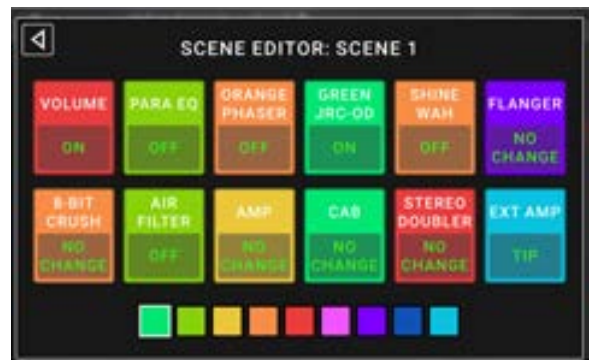 SCENE EDITOR: SCENE 1
VOLUME
ON
PARA EQ
OFF
ORANGE
PHASER
OFF
GREEN
JRC-OD
ON
SHINE
WAH
OFF
FLANGER
NO
CHANGE
8-BIT
CRUSH
NO
CHANGE
AIR
FILTER
OFF
AMP
NO
CHANGE
CAB
NO
CHANGE
STEREO
DOUBLER
NO
CHANGE
EXT AMP
TIP